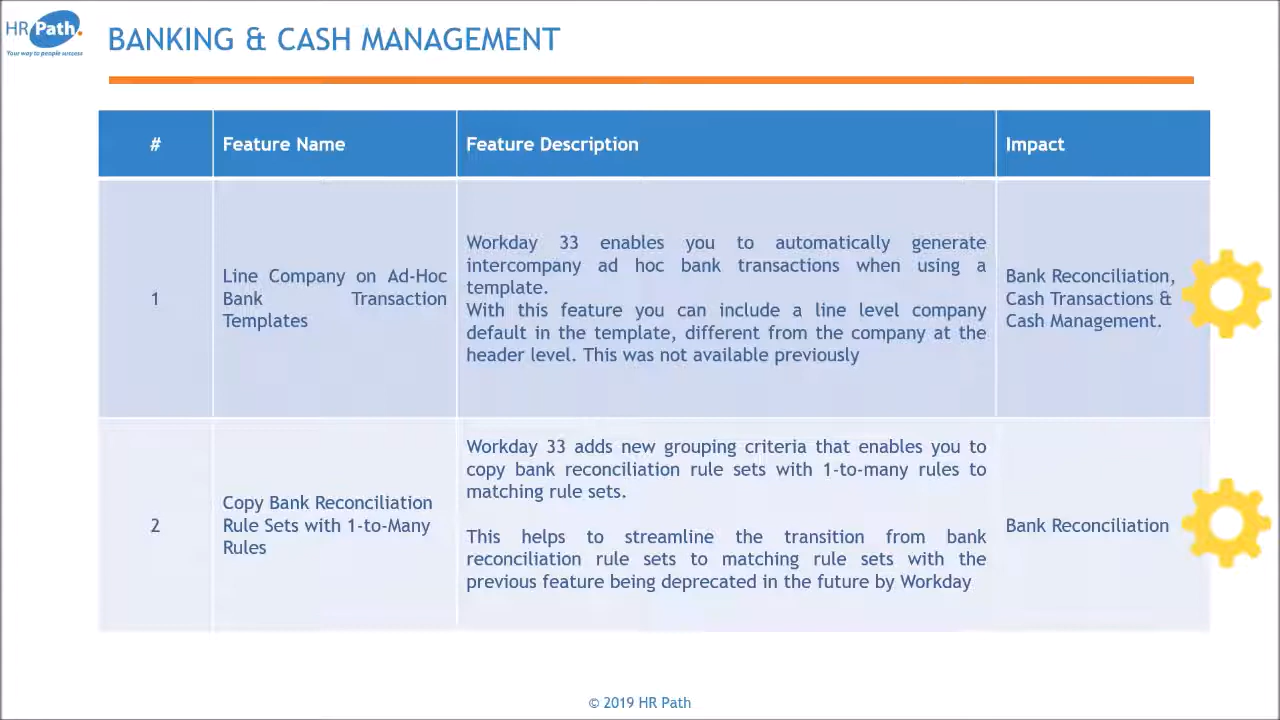 HR Path.
Your way to people success
BANKING & CASH MANAGEMENT
#
Feature Name
Feature Description
Impact
1
Line Company on Ad-Hoc
Bank Transaction
Templates
Workday 33 enables you to automatically generate
intercompany ad hoc bank transactions when using a
template.
With this feature you can include a line level company
default in the template, different from the company at the
header level. This was not available previously
Bank Reconciliation,
Cash Transactions &
Cash Management.
2
Copy Bank Reconciliation
Rule Sets with 1-to-Many
Rules
Workday 33 adds new grouping criteria that enables you to
copy bank reconciliation rule sets with 1-to-many rules to
matching rule sets.
This helps to streamline the transition from bank
reconciliation rule sets to matching rule sets with the
previous feature being deprecated in the future by Workday
Bank Reconciliation
© 2019 HR Path